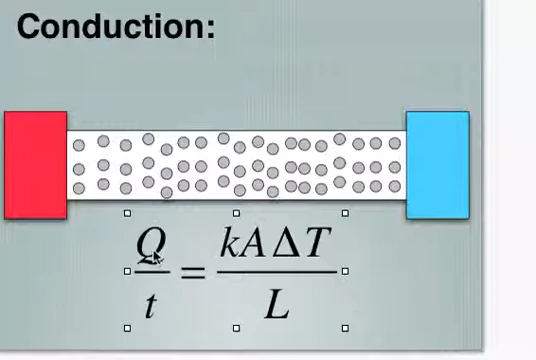 Conduction:
Q/t = kAΔT/L